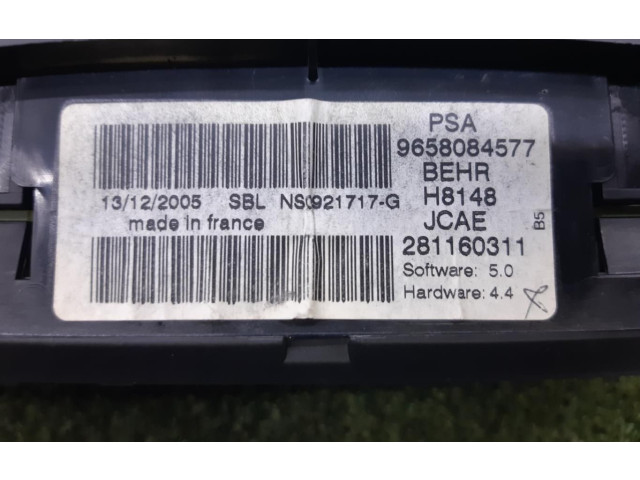 PSA
9658084577
BEHR
H8148
JCAE
281160311
Software: 5.0
Hardware: 4.4
B5
13/12/2005 SBL NS0921717-G
made in france